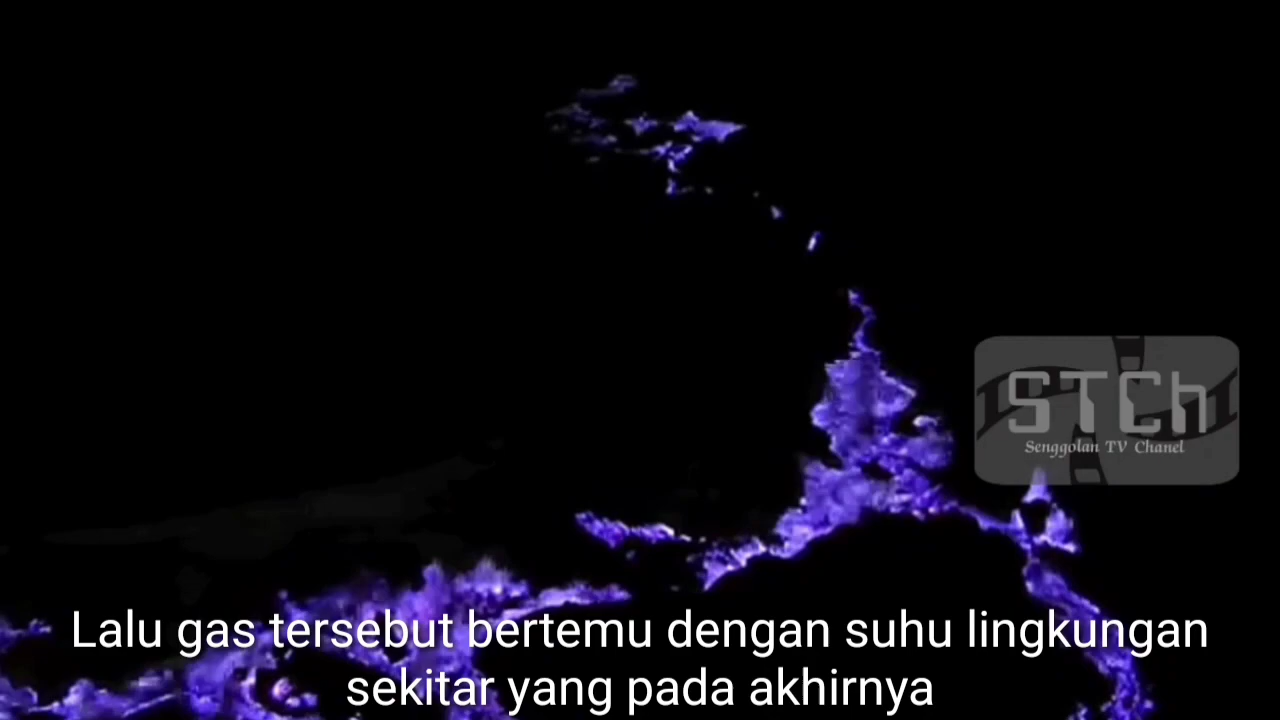 STCh
Senggolan TV Chanel
Lalu gas tersebut bertemu dengan suhu lingkungan
sekitar yang pada akhirnya